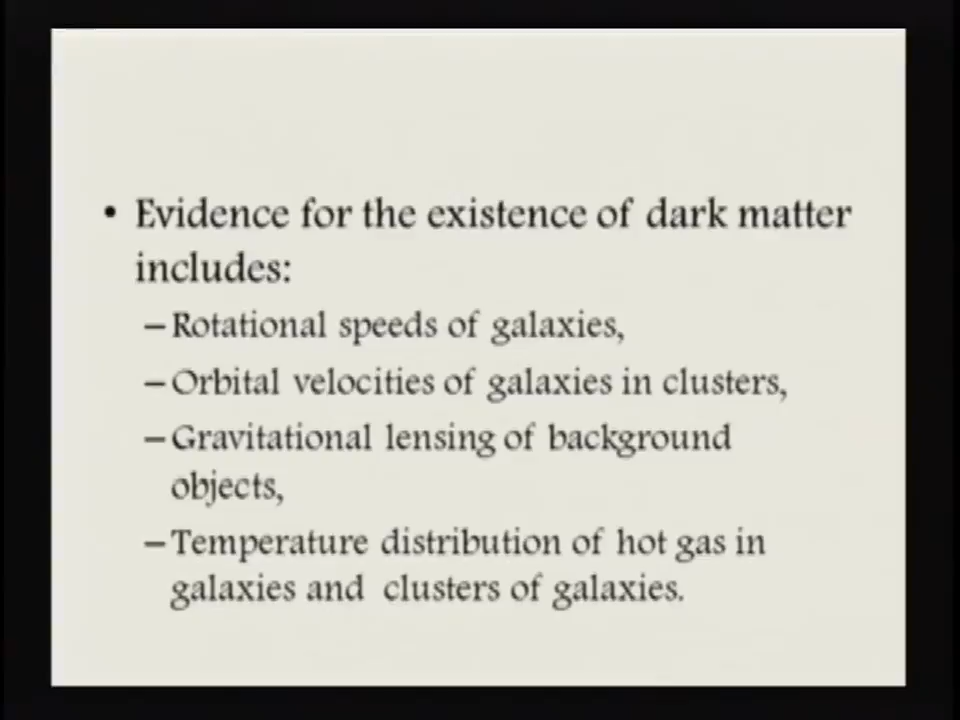 • Evidence for the existence of dark matter
includes:
– Rotational speeds of galaxies,
– Orbital velocities of galaxies in clusters,
– Gravitational lensing of background
objects,
– Temperature distribution of hot gas in
galaxies and clusters of galaxies.